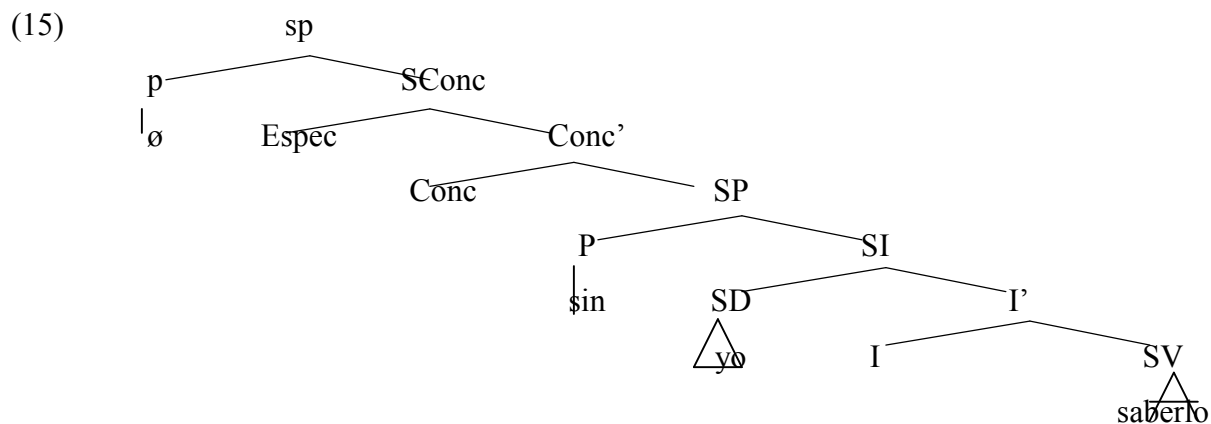 (15) sp
p SConc
ø Espec Conc’
Conc SP
P SI
sin SD I’
yo I SV
saberlo